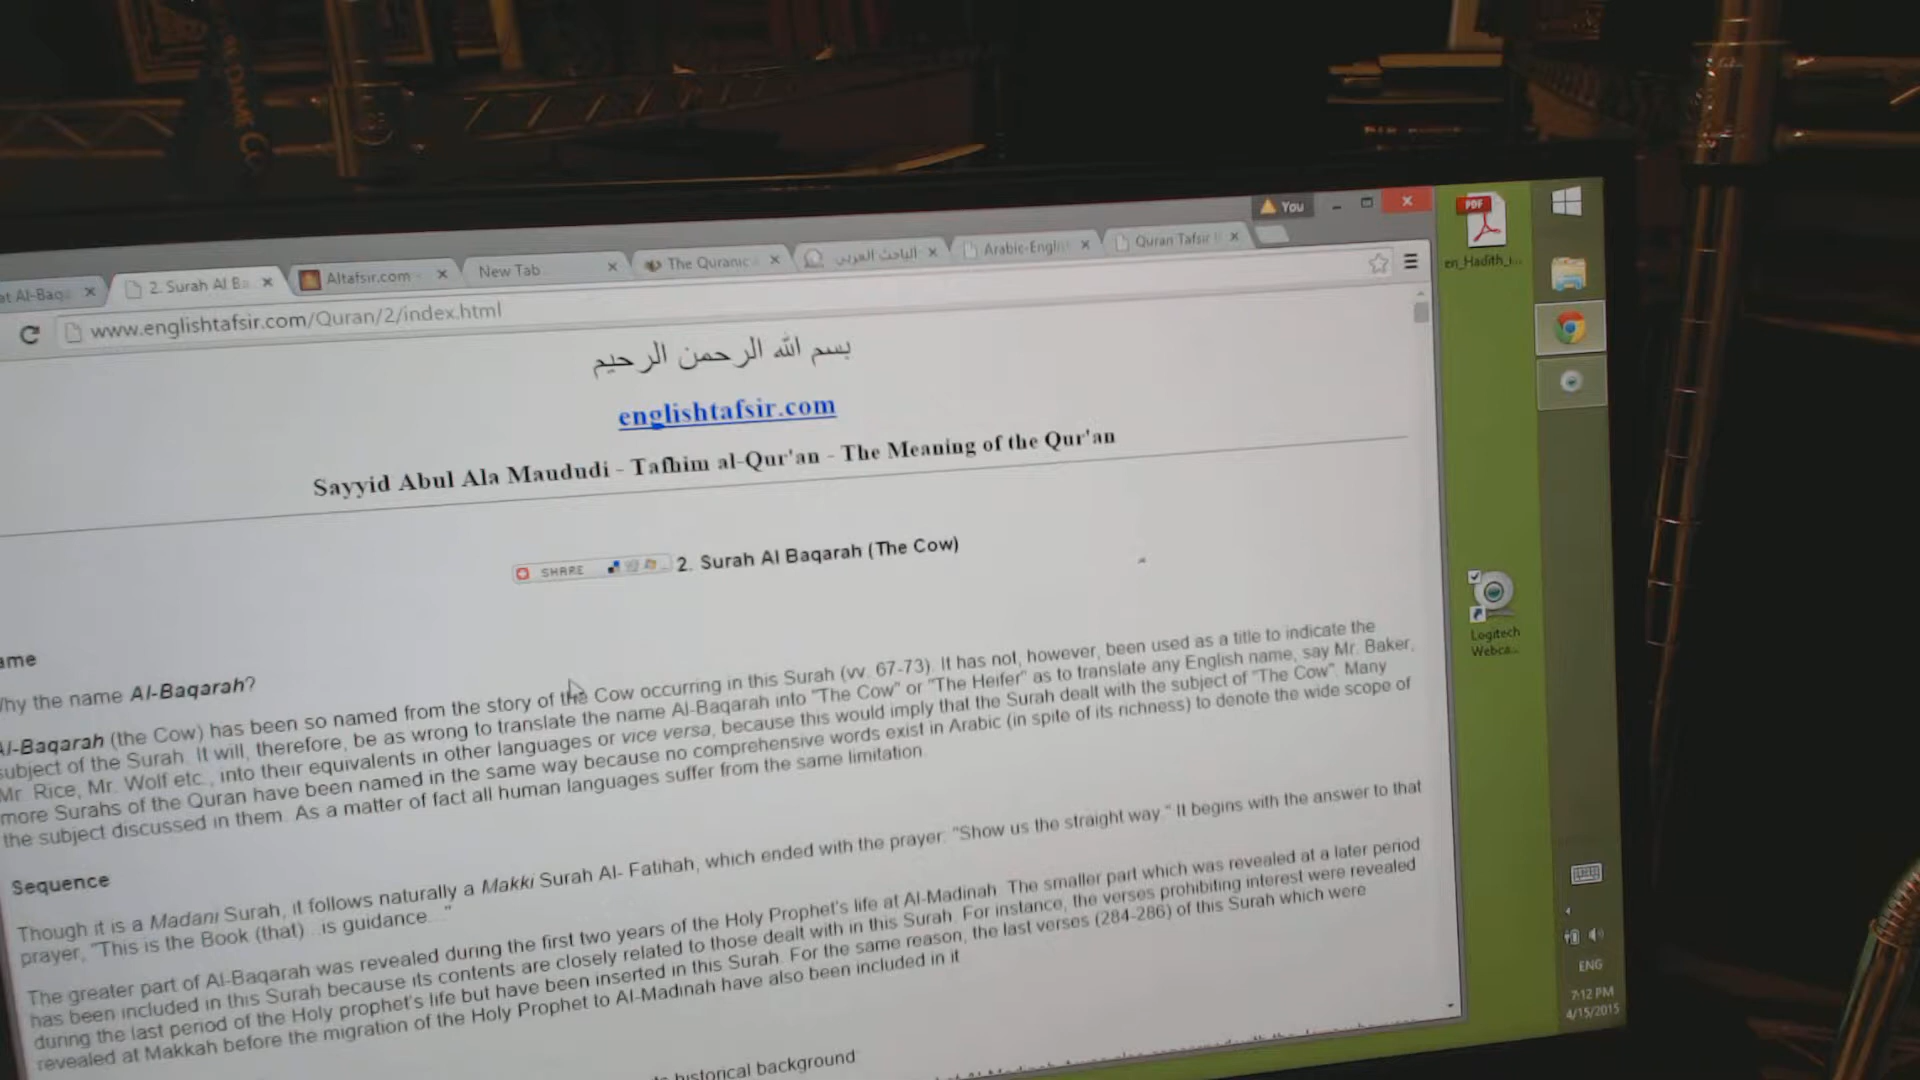 You
at Al-Baq
2. Surah Al Ba
Altafsir.com -
New Tab
The Quranic
الباحث العربي
Arabic-Englis
Quran Tafsir
www.englishtafsir.com/Quran/2/index.html
بسم الله الرحمن الرحيم
englishtafsir.com
Sayyid Abul Ala Maududi - Tafhim al-Qur'an - The Meaning of the Qur'an
SHARE
2. Surah Al Baqarah (The Cow)
ame
hy the name Al-Baqarah?
Al-Baqarah (the Cow) has been so named from the story of the Cow occurring in this Surah (vv. 67-73). It has not, however, been used as a title to indicate the
subject of the Surah. It will, therefore, be as wrong to translate the name Al-Baqarah into "The Cow" or "The Heifer" as to translate any English name, say Mr. Baker,
Mr. Rice, Mr. Wolf etc., into their equivalents in other languages or vice versa, because this would imply that the Surah dealt with the subject of "The Cow". Many
more Surahs of the Quran have been named in the same way because no comprehensive words exist in Arabic (in spite of its richness) to denote the wide scope of
the subject discussed in them. As a matter of fact all human languages suffer from the same limitation.
Sequence
Though it is a Madani Surah, it follows naturally a Makki Surah Al- Fatihah, which ended with the prayer: "Show us the straight way." It begins with the answer to that
prayer, "This is the Book (that)...is guidance..."
The greater part of Al-Baqarah was revealed during the first two years of the Holy Prophet's life at Al-Madinah. The smaller part which was revealed at a later period
has been included in this Surah because its contents are closely related to those dealt with in this Surah. For instance, the verses prohibiting interest were revealed
during the last period of the Holy prophet's life but have been inserted in this Surah. For the same reason, the last verses (284-286) of this Surah which were
revealed at Makkah before the migration of the Holy Prophet to Al-Madinah have also been included in it.
historical background
PDF
en_Hadith_i...
Logitech
Webca...
ENG
7:12 PM
4/15/2015